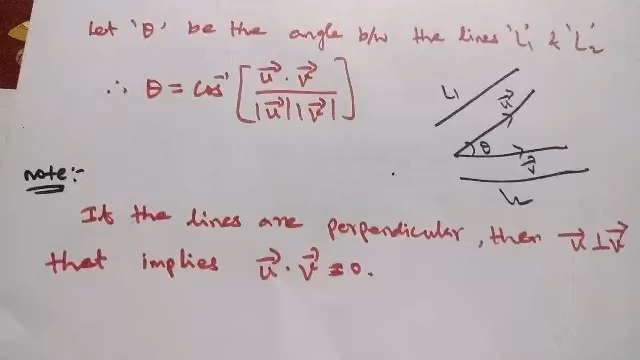 Let 'θ' be the angle b/w the lines 'L₁' & 'L₂'
∴ θ = cos⁻¹ [ u⃗ · v⃗ / |u⃗| |v⃗| ]
L₁
u⃗
θ
v⃗
note:-
If the lines are perpendicular, then u⃗ ⊥ v⃗
that implies u⃗ · v⃗ = 0.